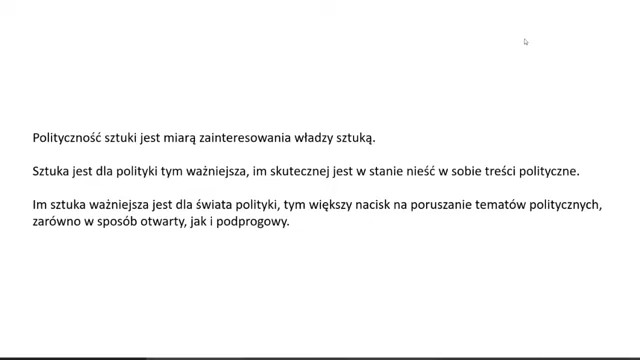 Polityczność sztuki jest miarą zainteresowania władzy sztuką.
Sztuka jest dla polityki tym ważniejsza, im skutecznej jest w stanie nieść w sobie treści polityczne.
Im sztuka ważniejsza jest dla świata polityki, tym większy nacisk na poruszanie tematów politycznych,
zarówno w sposób otwarty, jak i podprogowy.